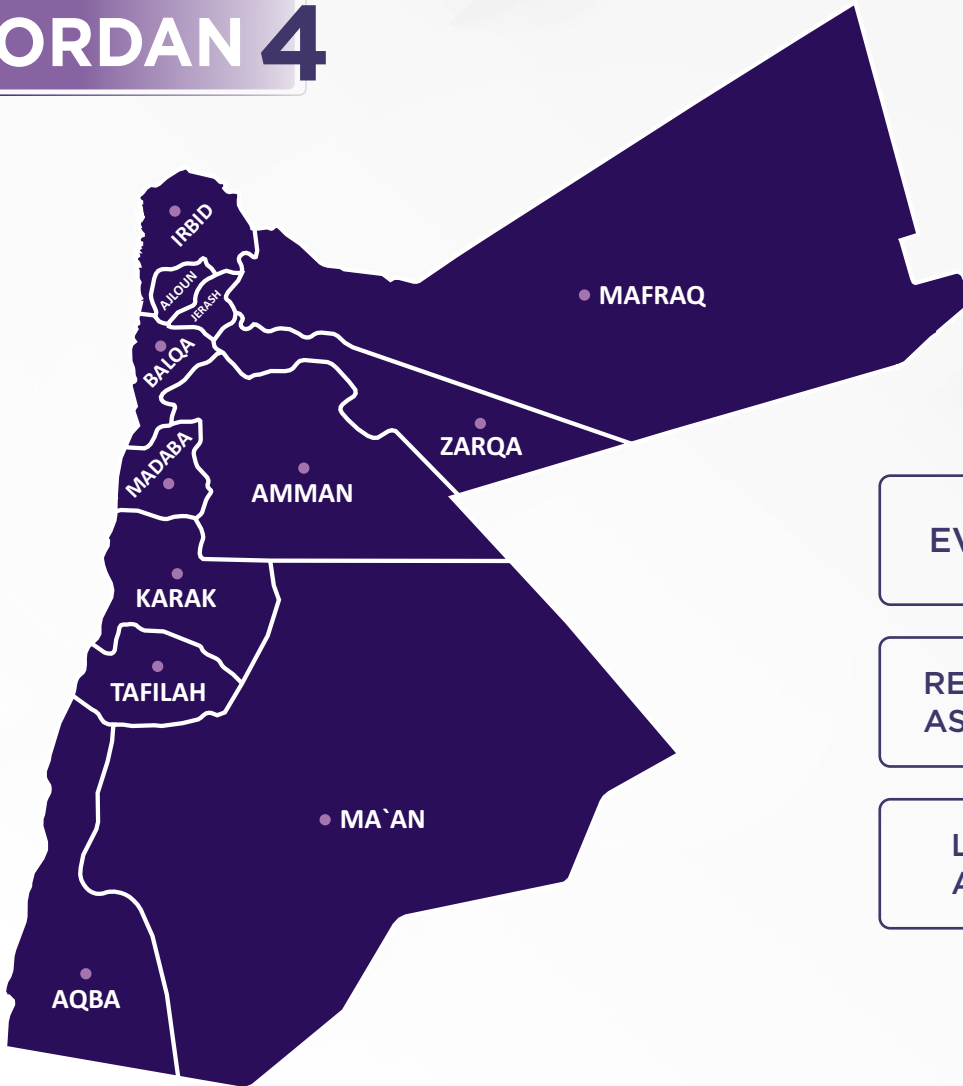 ORDAN 4
IRBID
AJLOUN
JERASH
MAFRAQ
BALQA
ZARQA
MADABA
AMMAN
KARAK
TAFILAH
MA`AN
AQBA
EV
RE
AS
L
A